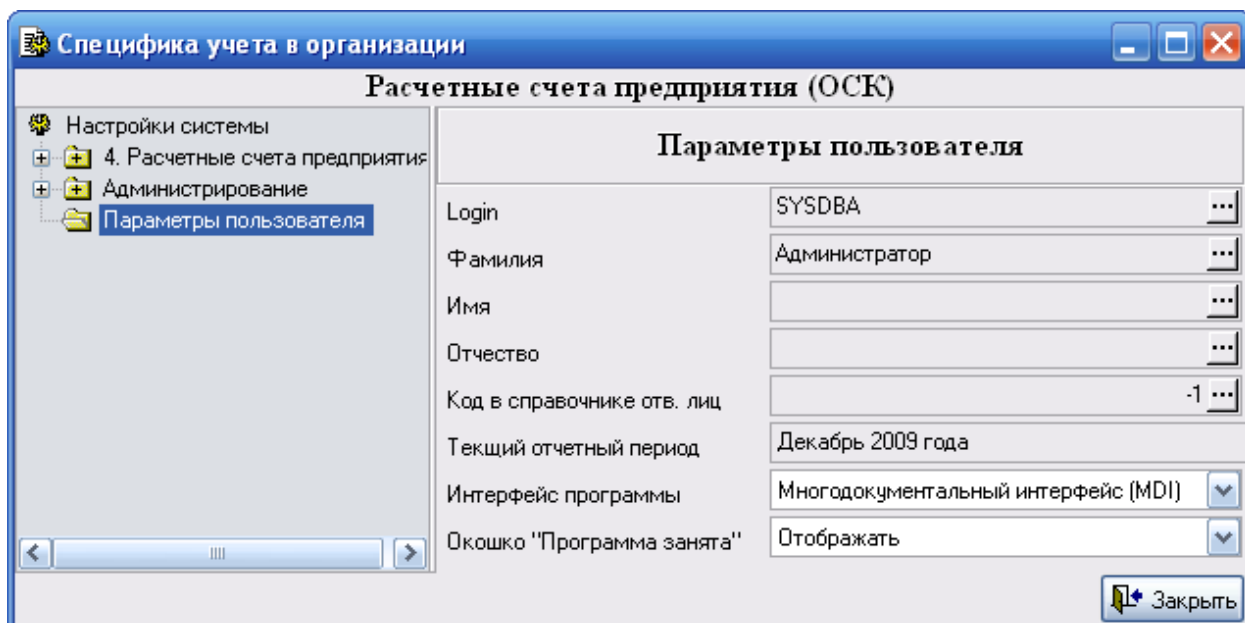 Специфика учета в организации
Расчетные счета предприятия (ОСК)
Настройки системы
4. Расчетные счета предприятия
Администрирование
Параметры пользователя
Параметры пользователя
Login SYSDBA ...
Фамилия Администратор ...
Имя ...
Отчество ...
Код в справочнике отв. лиц -1 ...
Текщий отчетный период Декабрь 2009 года
Интерфейс программы Многодокументальный интерфейс (MDI)
Окошко "Программа занята" Отображать
Закрыть